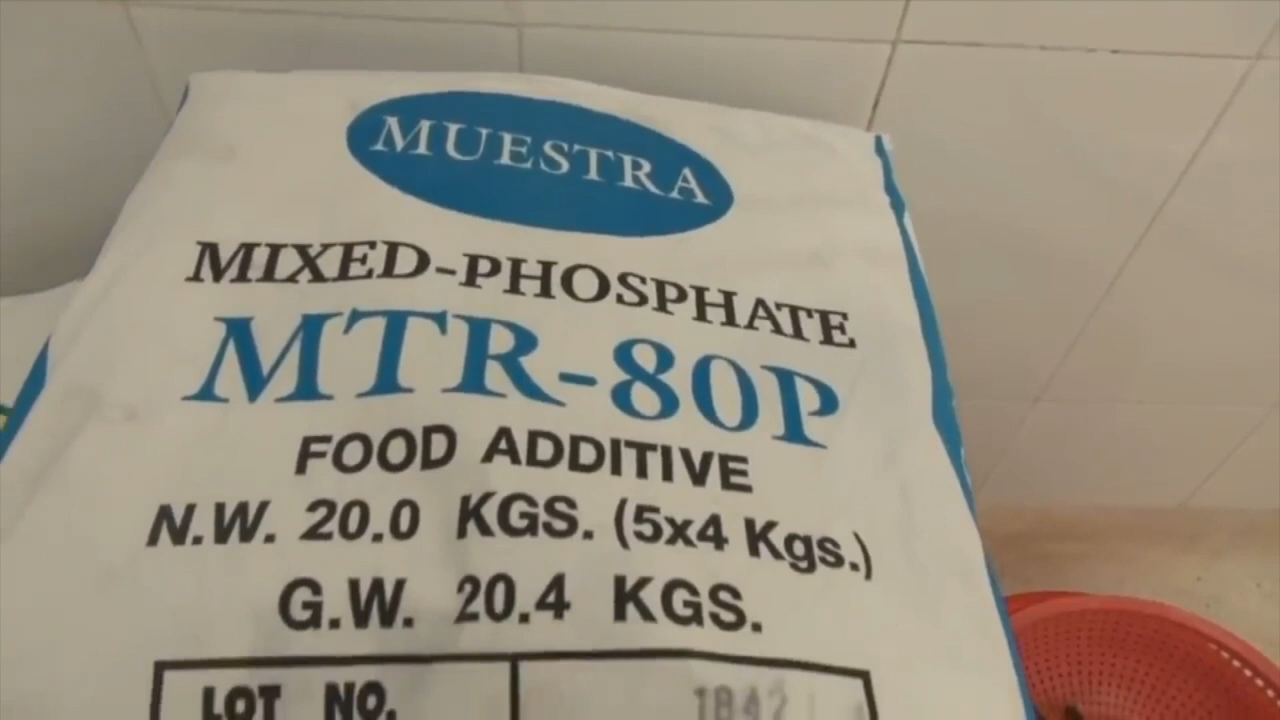 MUESTRA
MIXED-PHOSPHATE
MTR-80P
FOOD ADDITIVE
N.W. 20.0 KGS. (5x4 Kgs.)
G.W. 20.4 KGS.
LOT NO.